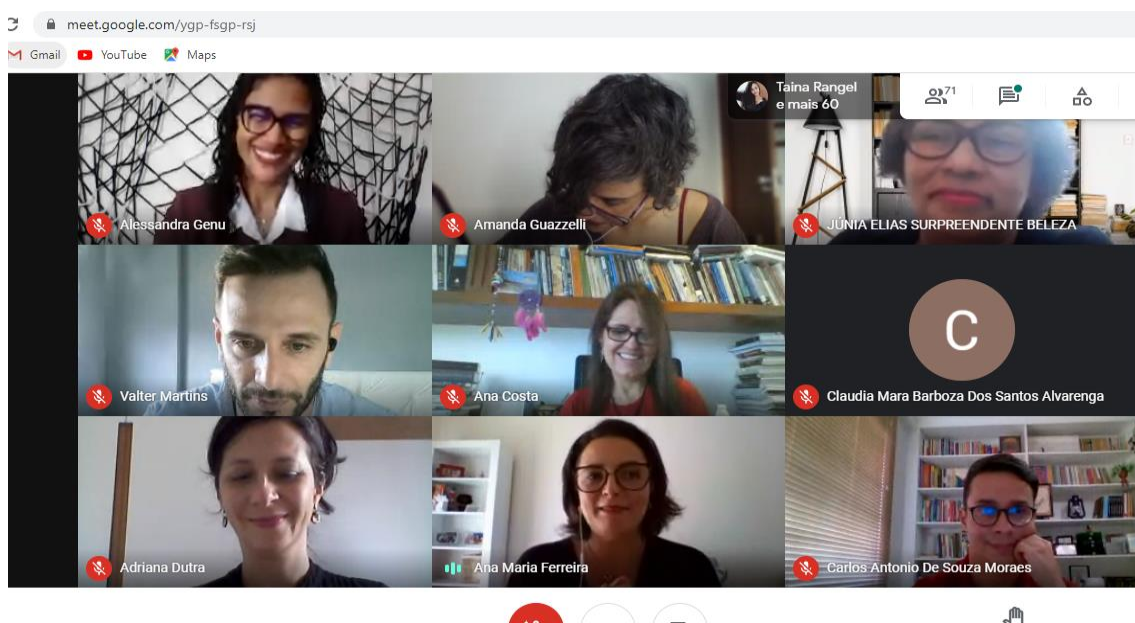 meet.google.com/ygp-fsgp-rsj
Gmail YouTube Maps
Taina Rangel
e mais 60
71
Alessandra Genu
Amanda Guazzelli
JÚNIA ELIAS SURPREENDENTE BELEZA
Valter Martins
Ana Costa
C
Claudia Mara Barboza Dos Santos Alvarenga
Adriana Dutra
Ana Maria Ferreira
Carlos Antonio De Souza Moraes